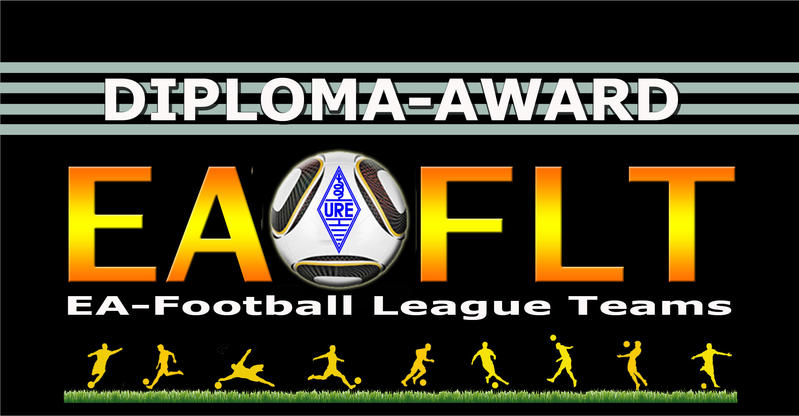 DIPLOMA-AWARD
EA FLT
URE
EA-Football League Teams